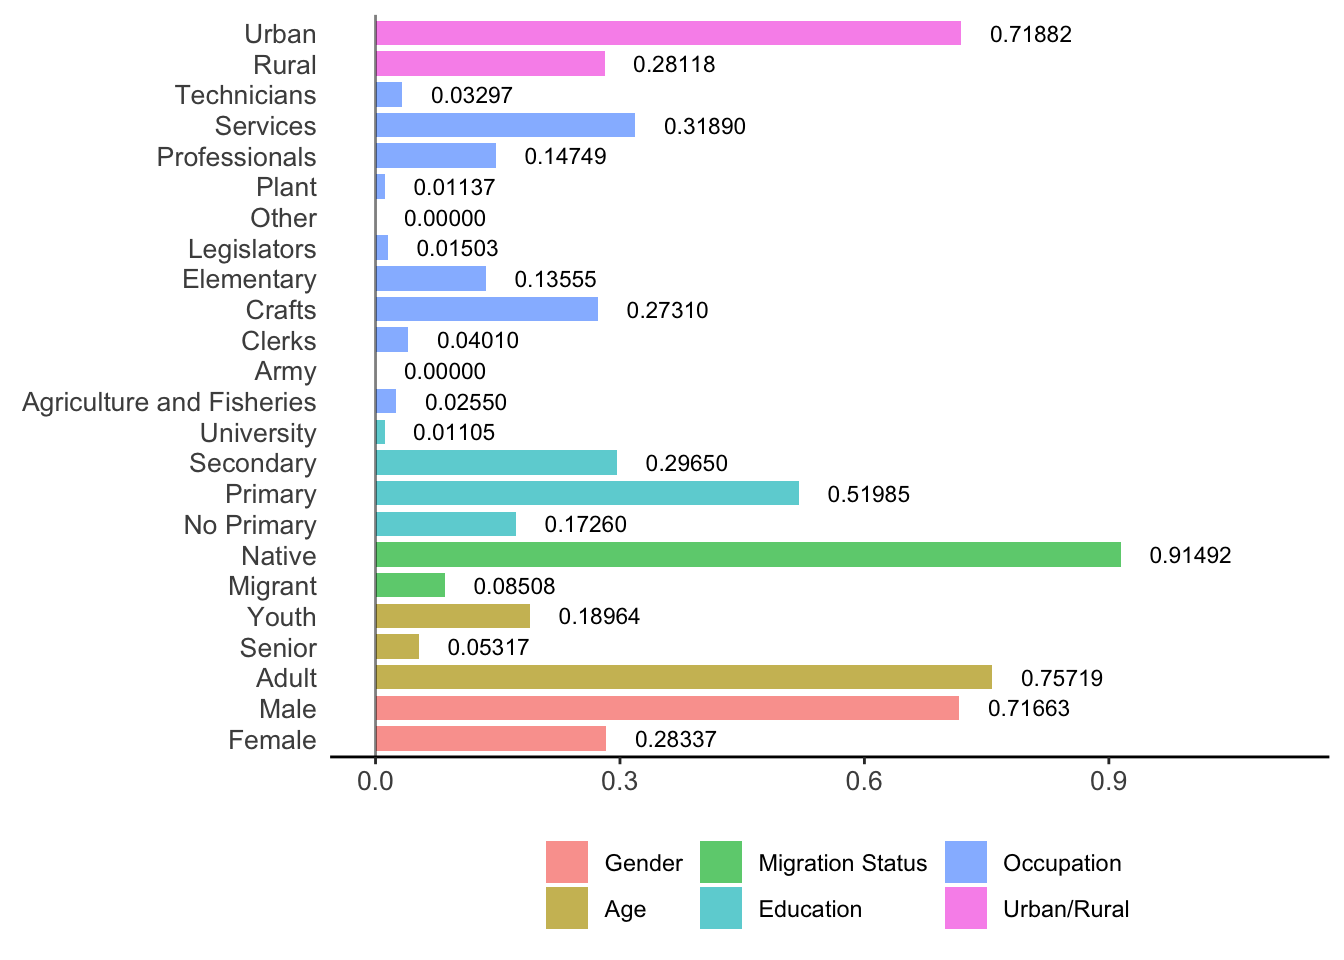 Urban 0.71882
Rural 0.28118
Technicians 0.03297
Services 0.31890
Professionals 0.14749
Plant 0.01137
Other 0.00000
Legislators 0.01503
Elementary 0.13555
Crafts 0.27310
Clerks 0.04010
Army 0.00000
Agriculture and Fisheries 0.02550
University 0.01105
Secondary 0.29650
Primary 0.51985
No Primary 0.17260
Native 0.91492
Migrant 0.08508
Youth 0.18964
Senior 0.05317
Adult 0.75719
Male 0.71663
Female 0.28337
0.0 0.3 0.6 0.9
Gender Migration Status Occupation
Age Education Urban/Rural